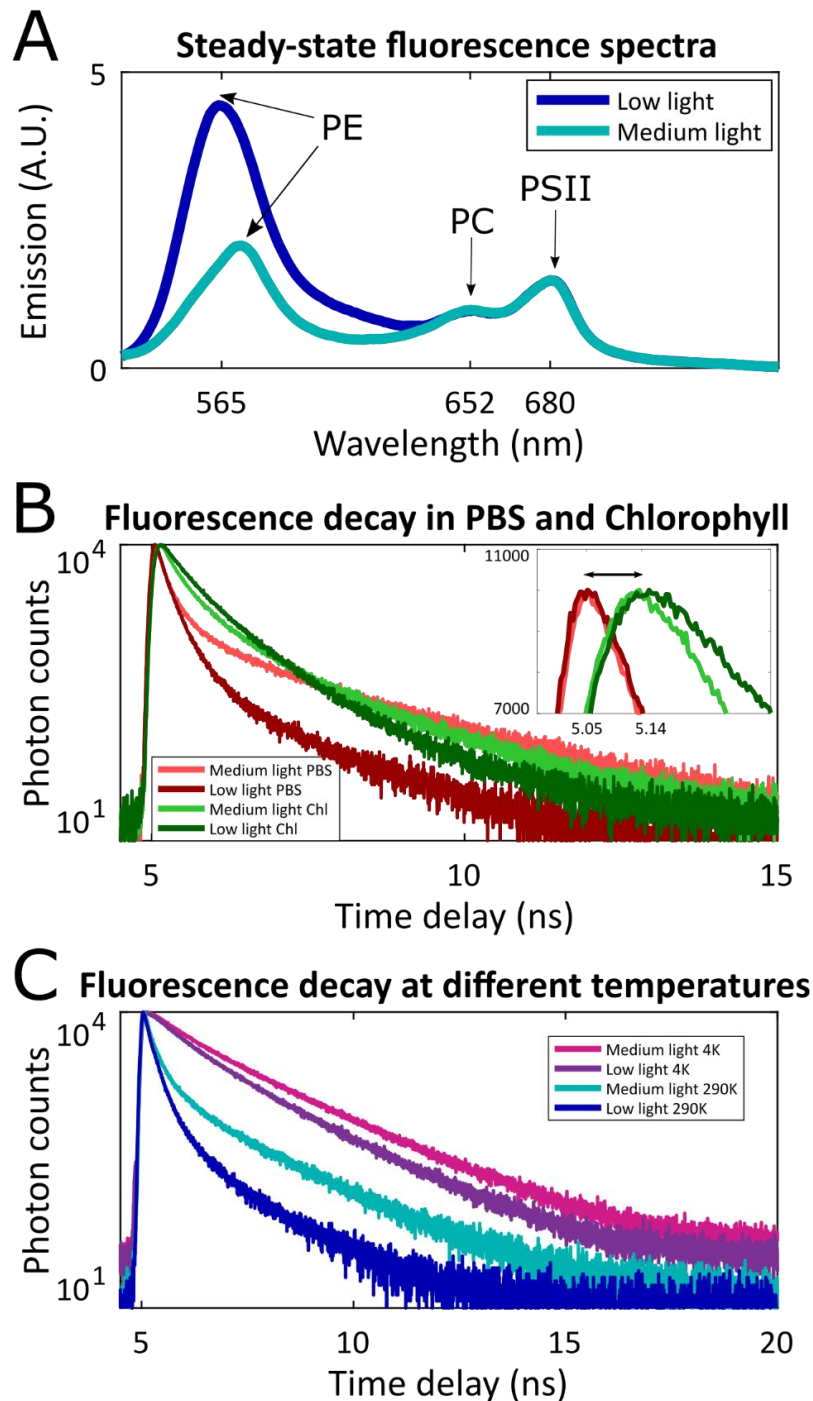 A
Steady-state fluorescence spectra
5
Low light
Medium light
PE
PSII
PC
Emission (A.U.)
0
565
652
680
Wavelength (nm)
B
Fluorescence decay in PBS and Chlorophyll
10^4
11000
7000
5.05
5.14
Medium light PBS
Low light PBS
Medium light Chl
Low light Chl
Photon counts
10^1
5
10
15
Time delay (ns)
C
Fluorescence decay at different temperatures
10^4
Medium light 4K
Low light 4K
Medium light 290K
Low light 290K
Photon counts
10^1
5
10
15
20
Time delay (ns)